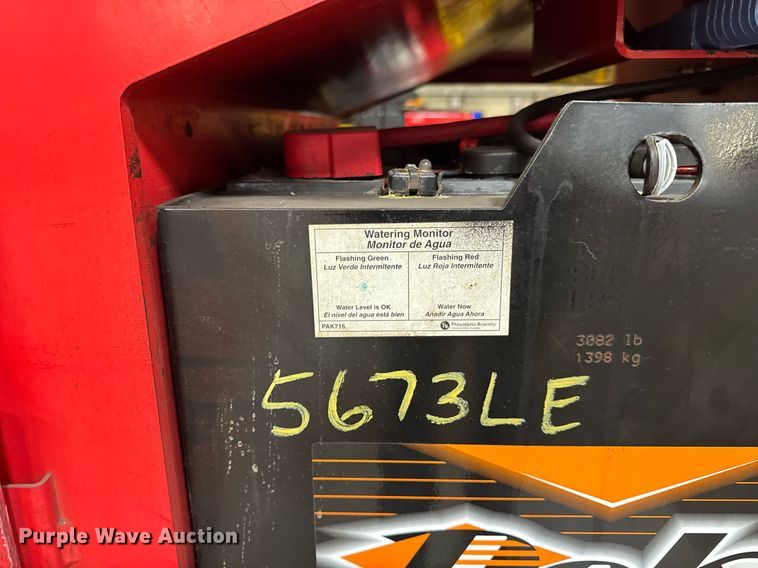 Watering Monitor
Monitor de Agua
Flashing Green
Luz Verde Intermitente
Flashing Red
Luz Roja Intermitente
Water Level is OK
El nivel del agua está bien
Water Now
Añadir Agua Ahora
PAK716
Philadelphia Scientific
3082 lb
1398 kg
5673LE
Purple Wave Auction